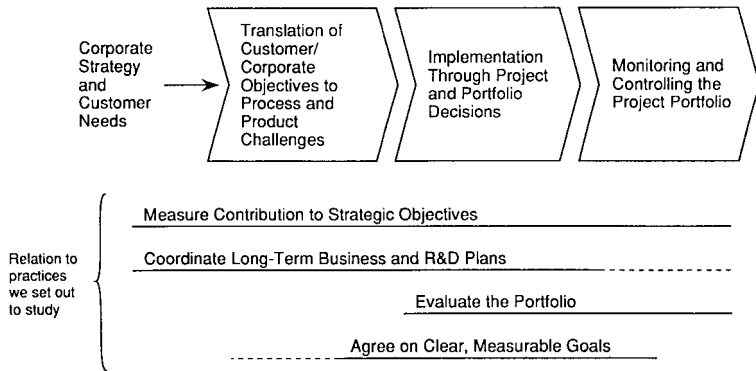 Corporate
Strategy
and
Customer
Needs
Translation of
Customer/
Corporate
Objectives to
Process and
Product
Challenges
Implementation
Through Project
and Portfolio
Decisions
Monitoring and
Controlling the
Project Portfolio
Relation to
practices
we set out
to study
Measure Contribution to Strategic Objectives
Coordinate Long-Term Business and R&D Plans
Evaluate the Portfolio
Agree on Clear, Measurable Goals